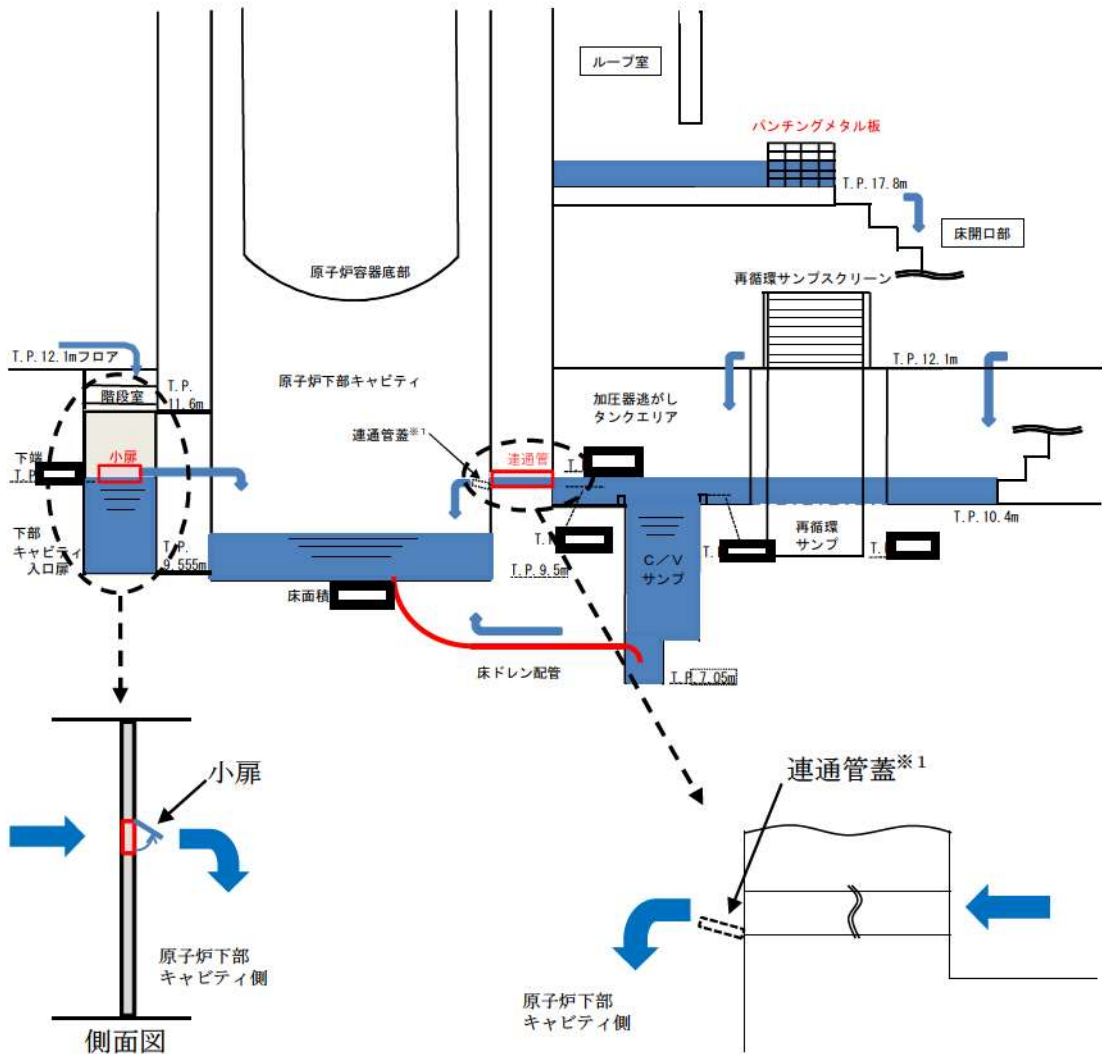 ループ室
パンチングメタル板
T.P.17.8m
床開口部
原子炉容器底部
再循環サンプスクリーン
T.P.12.1mフロア
T.P.
11.6m
階段室
T.P.12.1m
原子炉下部キャビティ
加圧器逃がし
タンクエリア
連通管蓋※1
連通管
下端
T.P.
小扉
T.
T.P.10.4m
下部
キャビティ
入口扉
T.P.
9.555m
T.P.9.5m
C/V
サンプ
再循環
サンプ
床面積
床ドレン配管
T.P.7.05m
小扉
連通管蓋※1
原子炉下部
キャビティ側
原子炉下部
キャビティ側
側面図